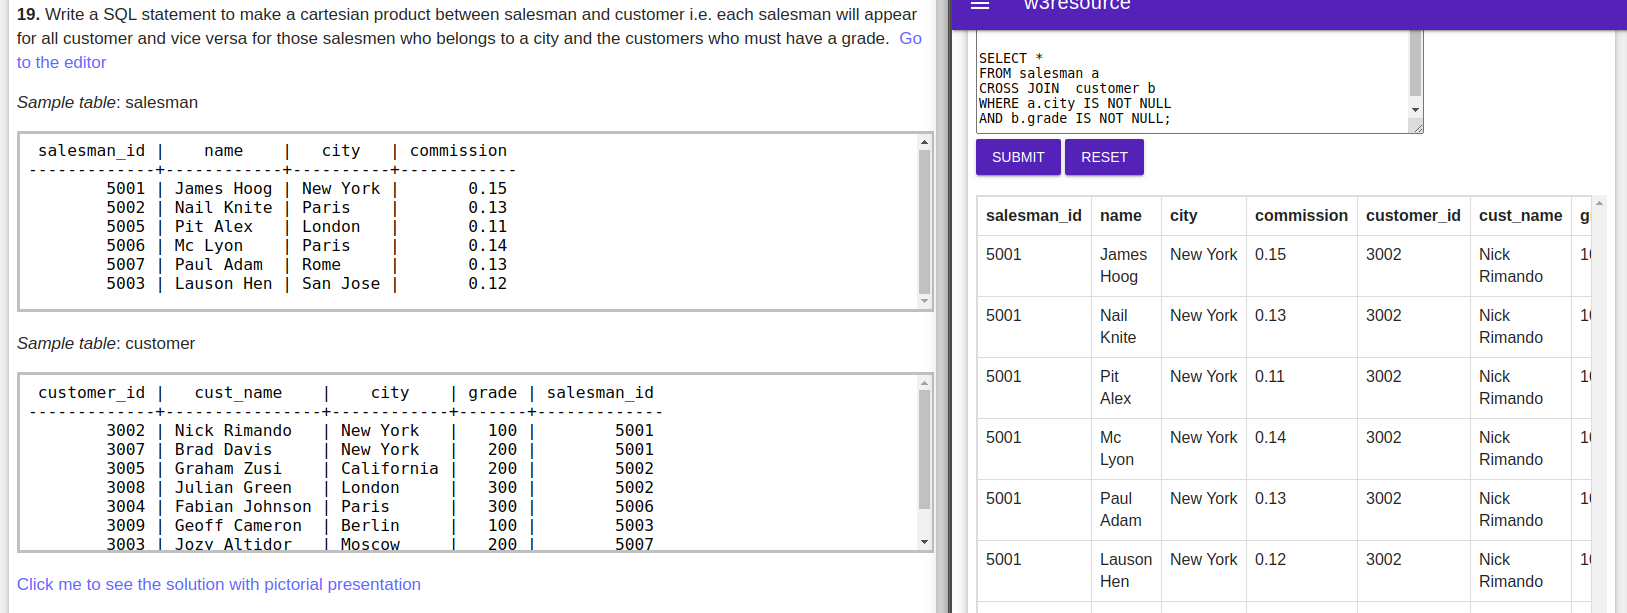 19. Write a SQL statement to make a cartesian product between salesman and customer i.e. each salesman will appear
for all customer and vice versa for those salesmen who belongs to a city and the customers who must have a grade. Go
to the editor
Sample table: salesman
salesman_id | name | city | commission
-------------+------------+----------+------------
5001 | James Hoog | New York | 0.15
5002 | Nail Knite | Paris | 0.13
5005 | Pit Alex | London | 0.11
5006 | Mc Lyon | Paris | 0.14
5007 | Paul Adam | Rome | 0.13
5003 | Lauson Hen | San Jose | 0.12
Sample table: customer
customer_id | cust_name | city | grade | salesman_id
-------------+----------------+------------+-------+-------------
3002 | Nick Rimando | New York | 100 | 5001
3007 | Brad Davis | New York | 200 | 5001
3005 | Graham Zusi | California | 200 | 5002
3008 | Julian Green | London | 300 | 5002
3004 | Fabian Johnson | Paris | 300 | 5006
3009 | Geoff Cameron | Berlin | 100 | 5003
3003 | Jozy Altidor | Moscow | 200 | 5007
Click me to see the solution with pictorial presentation
w3resource
SELECT *
FROM salesman a
CROSS JOIN  customer b
WHERE a.city IS NOT NULL
AND b.grade IS NOT NULL;
SUBMIT RESET
salesman_id name city commission customer_id cust_name
5001 James Hoog New York 0.15 3002 Nick Rimando
5001 Nail Knite New York 0.13 3002 Nick Rimando
5001 Pit Alex New York 0.11 3002 Nick Rimando
5001 Mc Lyon New York 0.14 3002 Nick Rimando
5001 Paul Adam New York 0.13 3002 Nick Rimando
5001 Lauson Hen New York 0.12 3002 Nick Rimando